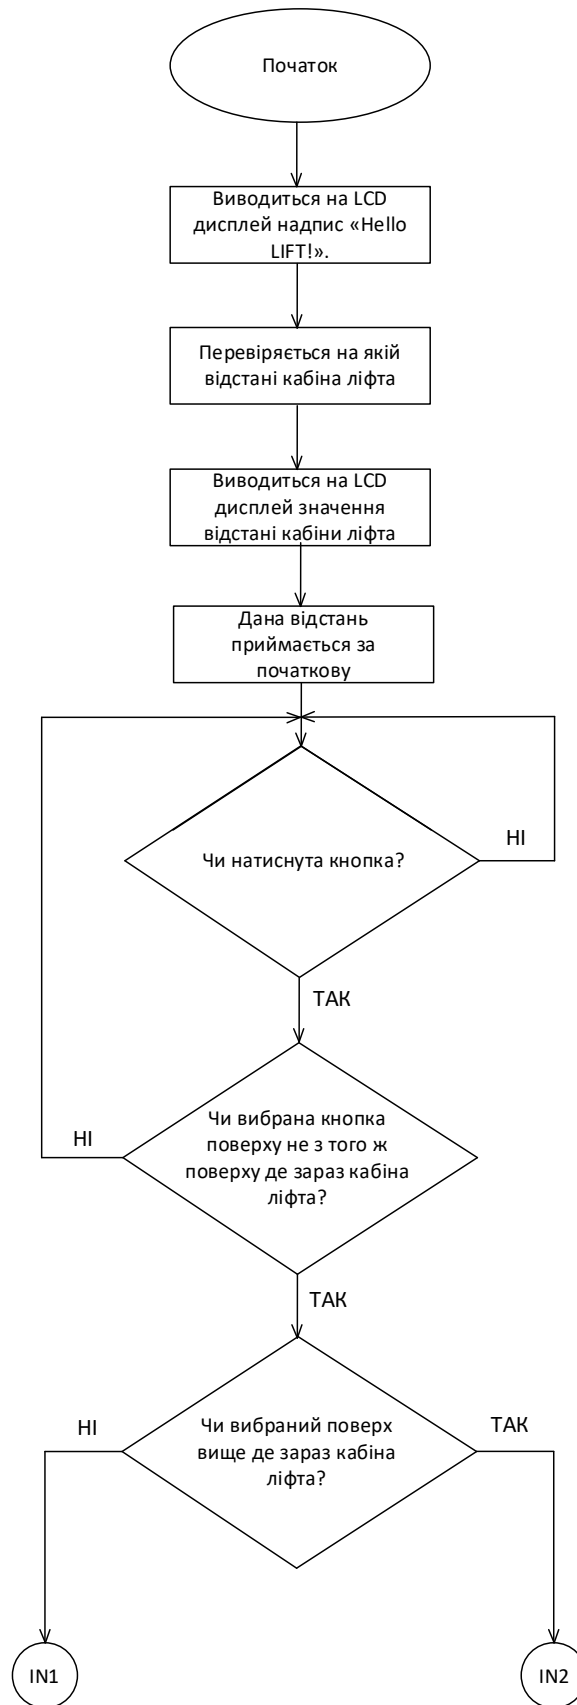 Початок
Виводиться на LCD
дисплей надпис «Hello
LIFT!».
Перевіряється на якій
відстані кабіна ліфта
Виводиться на LCD
дисплей значення
відстані кабіни ліфта
Дана відстань
приймається за
початкову
Чи натиснута кнопка?
НІ
ТАК
Чи вибрана кнопка
поверху не з того ж
поверху де зараз кабіна
ліфта?
НІ
ТАК
Чи вибраний поверх
вище де зараз кабіна
ліфта?
НІ
ТАК
IN1
IN2